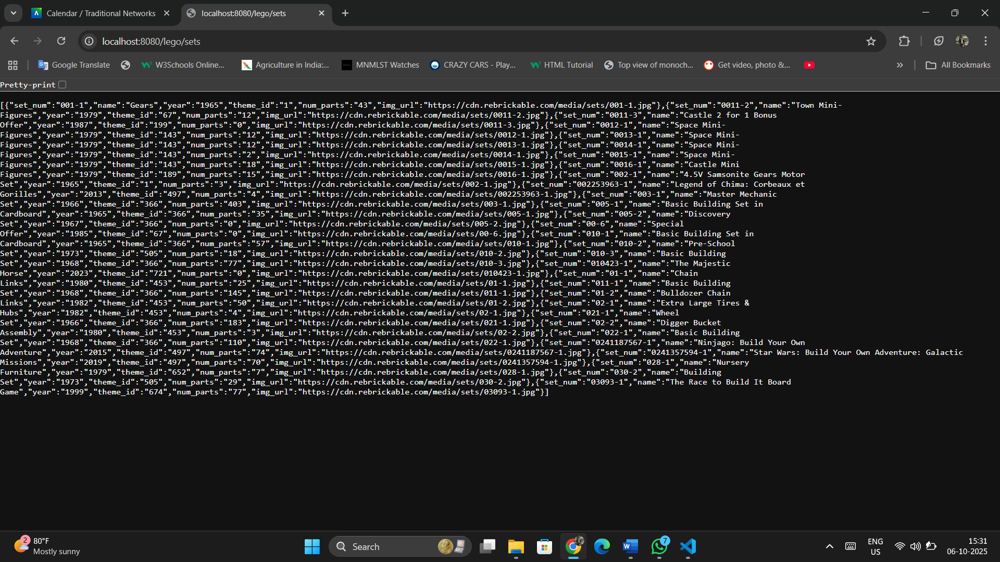 Calendar / Traditional Networks
localhost:8080/lego/sets
localhost:8080/lego/sets
Google Translate
W3Schools Online...
Agriculture in India:...
MNMLST Watches
CRAZY CARS - Play...
HTML Tutorial
Top view of monoch...
Get video, photo &...
All Bookmarks
Pretty-print
[{"set_num":"001-1","name":"Gears","year":"1965","theme_id":"1","num_parts":"43","img_url":"https://cdn.rebrickable.com/media/sets/001-1.jpg"},{"set_num":"0011-2","name":"Town Mini-
Figures","year":"1979","theme_id":"67","num_parts":"12","img_url":"https://cdn.rebrickable.com/media/sets/0011-2.jpg"},{"set_num":"0011-3","name":"Castle 2 for 1 Bonus
Offer","year":"1987","theme_id":"199","num_parts":"0","img_url":"https://cdn.rebrickable.com/media/sets/0011-3.jpg"},{"set_num":"0012-1","name":"Space Mini-
Figures","year":"1979","theme_id":"143","num_parts":"12","img_url":"https://cdn.rebrickable.com/media/sets/0012-1.jpg"},{"set_num":"0013-1","name":"Space Mini-
Figures","year":"1979","theme_id":"143","num_parts":"12","img_url":"https://cdn.rebrickable.com/media/sets/0013-1.jpg"},{"set_num":"0014-1","name":"Space Mini-
Figures","year":"1979","theme_id":"143","num_parts":"2","img_url":"https://cdn.rebrickable.com/media/sets/0014-1.jpg"},{"set_num":"0015-1","name":"Space Mini-
Figures","year":"1979","theme_id":"143","num_parts":"18","img_url":"https://cdn.rebrickable.com/media/sets/0015-1.jpg"},{"set_num":"0016-1","name":"Castle Mini
Figures","year":"1979","theme_id":"189","num_parts":"15","img_url":"https://cdn.rebrickable.com/media/sets/0016-1.jpg"},{"set_num":"002-1","name":"4.5V Samsonite Gears Motor
Set","year":"1965","theme_id":"1","num_parts":"3","img_url":"https://cdn.rebrickable.com/media/sets/002-1.jpg"},{"set_num":"002253963-1","name":"Legend of Chima: Corbeaux et
Gorilles","year":"2013","theme_id":"497","num_parts":"4","img_url":"https://cdn.rebrickable.com/media/sets/002253963-1.jpg"},{"set_num":"003-1","name":"Master Mechanic
Set","year":"1966","theme_id":"366","num_parts":"403","img_url":"https://cdn.rebrickable.com/media/sets/003-1.jpg"},{"set_num":"005-1","name":"Basic Building Set in
Cardboard","year":"1965","theme_id":"366","num_parts":"35","img_url":"https://cdn.rebrickable.com/media/sets/005-1.jpg"},{"set_num":"005-2","name":"Discovery
Set","year":"1967","theme_id":"366","num_parts":"0","img_url":"https://cdn.rebrickable.com/media/sets/005-2.jpg"},{"set_num":"00-6","name":"Special
Offer","year":"1985","theme_id":"67","num_parts":"0","img_url":"https://cdn.rebrickable.com/media/sets/00-6.jpg"},{"set_num":"010-1","name":"Basic Building Set in
Cardboard","year":"1965","theme_id":"366","num_parts":"57","img_url":"https://cdn.rebrickable.com/media/sets/010-1.jpg"},{"set_num":"010-2","name":"Pre-School
Set","year":"1973","theme_id":"505","num_parts":"18","img_url":"https://cdn.rebrickable.com/media/sets/010-2.jpg"},{"set_num":"010-3","name":"Basic Building
Set","year":"1968","theme_id":"366","num_parts":"77","img_url":"https://cdn.rebrickable.com/media/sets/010-3.jpg"},{"set_num":"010423-1","name":"The Majestic
Horse","year":"2023","theme_id":"721","num_parts":"0","img_url":"https://cdn.rebrickable.com/media/sets/010423-1.jpg"},{"set_num":"01-1","name":"Chain
Links","year":"1980","theme_id":"453","num_parts":"25","img_url":"https://cdn.rebrickable.com/media/sets/01-1.jpg"},{"set_num":"011-1","name":"Basic Building
Set","year":"1968","theme_id":"366","num_parts":"145","img_url":"https://cdn.rebrickable.com/media/sets/011-1.jpg"},{"set_num":"01-2","name":"Bulldozer Chain
Links","year":"1982","theme_id":"453","num_parts":"50","img_url":"https://cdn.rebrickable.com/media/sets/01-2.jpg"},{"set_num":"02-1","name":"Extra Large Tires &
Hubs","year":"1982","theme_id":"453","num_parts":"4","img_url":"https://cdn.rebrickable.com/media/sets/02-1.jpg"},{"set_num":"021-1","name":"Wheel
Set","year":"1966","theme_id":"366","num_parts":"183","img_url":"https://cdn.rebrickable.com/media/sets/021-1.jpg"},{"set_num":"02-2","name":"Digger Bucket
Assembly","year":"1980","theme_id":"453","num_parts":"3","img_url":"https://cdn.rebrickable.com/media/sets/02-2.jpg"},{"set_num":"022-1","name":"Basic Building
Set","year":"1968","theme_id":"366","num_parts":"110","img_url":"https://cdn.rebrickable.com/media/sets/022-1.jpg"},{"set_num":"0241187567-1","name":"Ninjago: Build Your Own
Adventure","year":"2015","theme_id":"497","num_parts":"74","img_url":"https://cdn.rebrickable.com/media/sets/0241187567-1.jpg"},{"set_num":"0241357594-1","name":"Star Wars: Build Your Own Adventure: Galactic
Missions","year":"2019","theme_id":"497","num_parts":"70","img_url":"https://cdn.rebrickable.com/media/sets/0241357594-1.jpg"},{"set_num":"028-1","name":"Nursery
Furniture","year":"1979","theme_id":"652","num_parts":"7","img_url":"https://cdn.rebrickable.com/media/sets/028-1.jpg"},{"set_num":"030-2","name":"Building
Set","year":"1973","theme_id":"505","num_parts":"29","img_url":"https://cdn.rebrickable.com/media/sets/030-2.jpg"},{"set_num":"03093-1","name":"The Race to Build It Board
Game","year":"1999","theme_id":"674","num_parts":"77","img_url":"https://cdn.rebrickable.com/media/sets/03093-1.jpg"}]
2
80°F
Mostly sunny
Search
7
ENG
US
15:31
06-10-2025